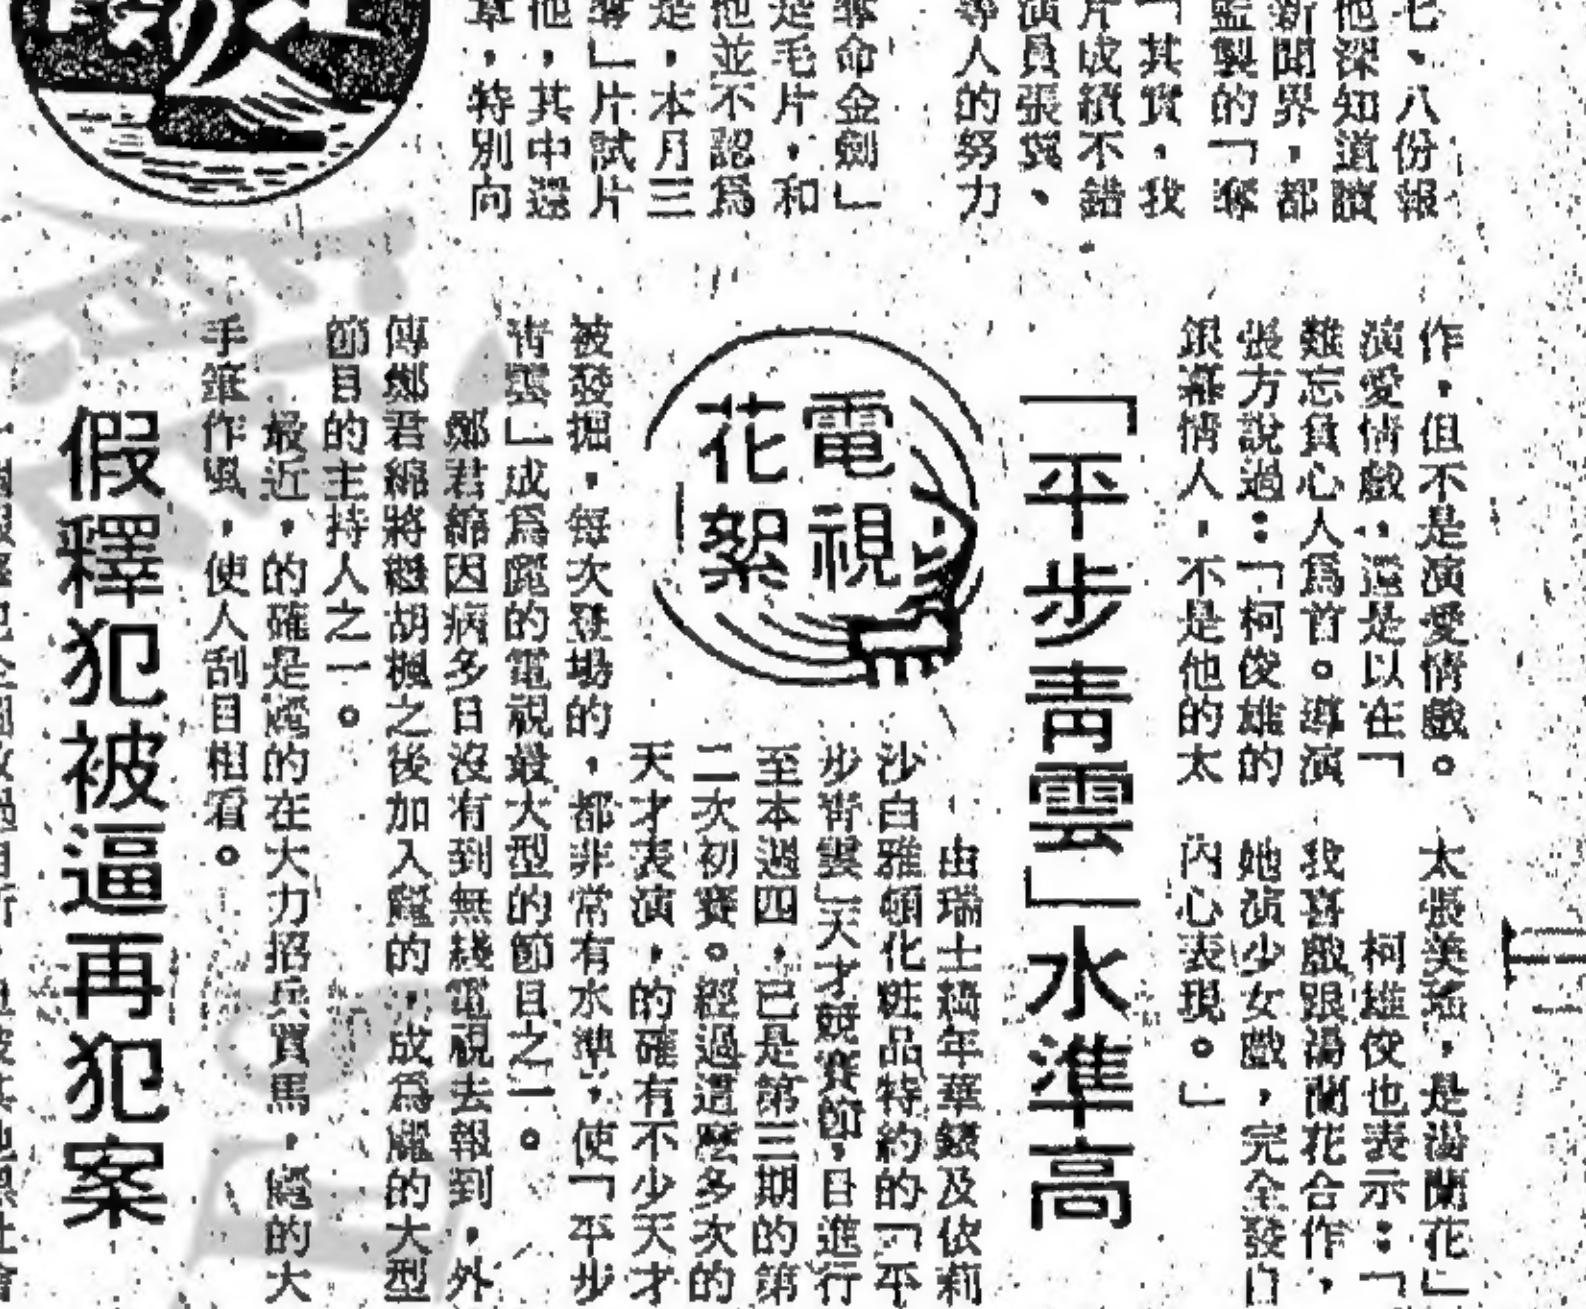 七、八份報
他深知道讀
新聞界,都
監製的「奪
「其實,我
片成績不錯
演員張翼、
等人的努力
奪命金劍」
是毛片,和
他並不認爲
是,本月三
奪」片試片
他,其中還
章,特別向
作,但不是演愛情戲。
演愛情戲,還是以在「
難忘負心人爲首。導演
張方說過:「柯俊雄的
銀幕情人,不是他的太
太張美瑤,是湯蘭花」
柯雄俊也表示:「
我喜歡跟湯蘭花合作,
她演少女戲,完全發自
內心表現。」
「平步青雲」水準高
電視
花絮
由瑞士嬌年華錶及依莉
沙白雅頓化粧品特約的「平
步青雲」天才競賽節目進行
至本週四,已是第三期的第
二次初賽。經過這麼多次的
天才表演,的確有不少天才
被發掘,每次登場的,都非常有水準,使「平步
青雲」成爲麗的電視最大型的節目之一。
鄭君綿因病多日沒有到無綫電視去報到,外
傳鄭君綿將繼胡楓之後加入麗的,成爲麗的大型
節目的主持人之一。
最近,的確是麗的在大力招兵買馬,麗的大
手筆作風,使人刮目相看。
假釋犯被逼再犯案